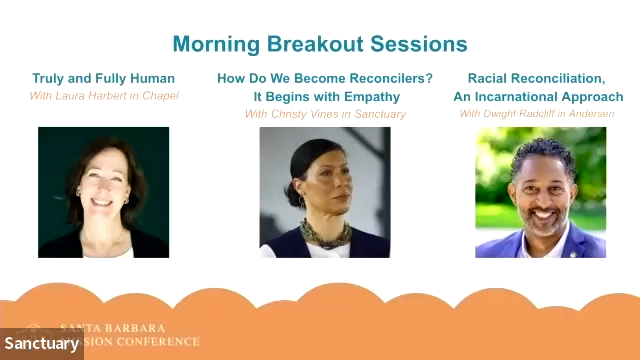 Morning Breakout Sessions
Truly and Fully Human
With Laura Harbert in Chapel
How Do We Become Reconcilers?
It Begins with Empathy
With Christy Vines in Sanctuary
Racial Reconciliation,
An Incarnational Approach
With Dwight Radcliff in Andersen
SANTA BARBARA
MISSION CONFERENCE
Sanctuary